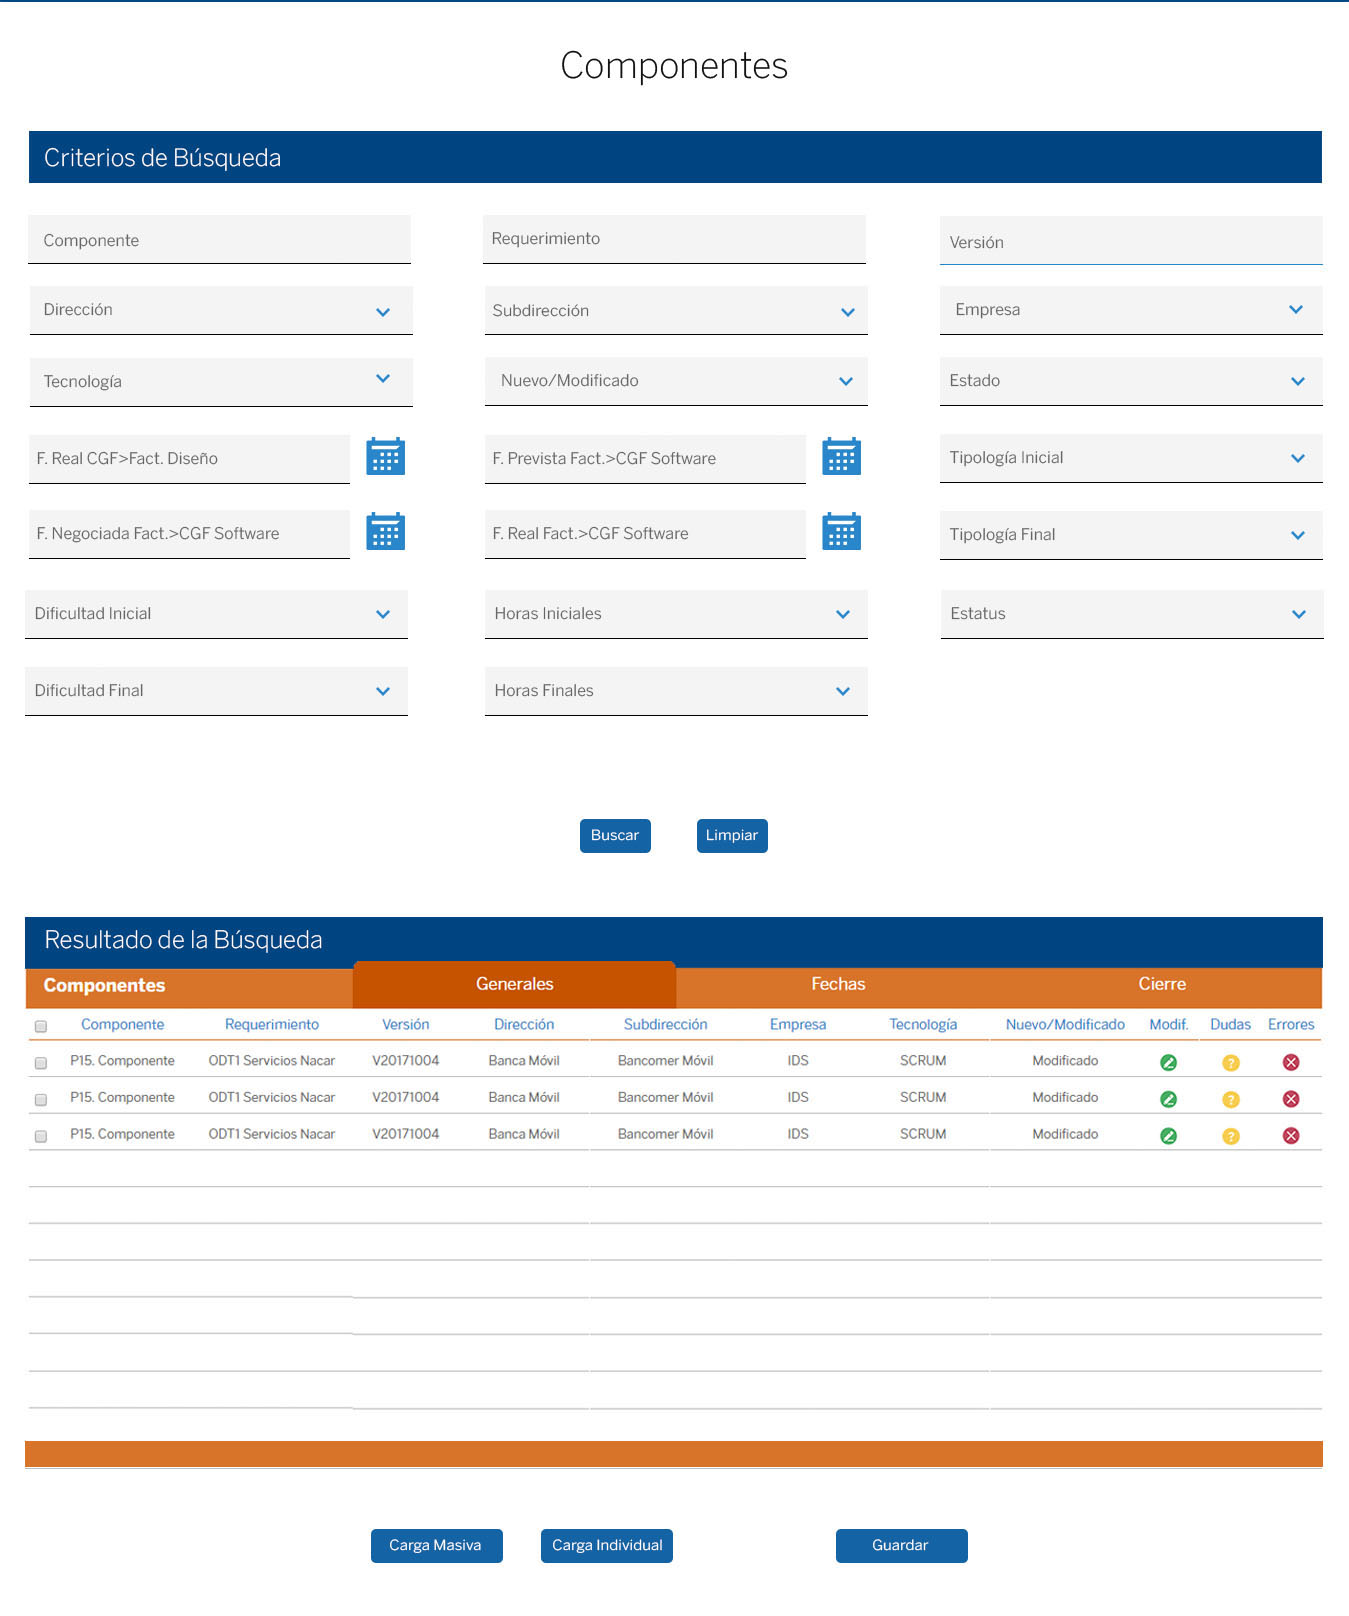 Componentes
Criterios de Búsqueda
Componente Requerimiento Versión
Dirección Subdirección Empresa
Tecnología Nuevo/Modificado Estado
F. Real CGF>Fact. Diseño F. Prevista Fact.>CGF Software Tipología Inicial
F. Negociada Fact.>CGF Software F. Real Fact.>CGF Software Tipología Final
Dificultad Inicial Horas Iniciales Estatus
Dificultad Final Horas Finales
Buscar Limpiar
Resultado de la Búsqueda
Componentes Generales Fechas Cierre
Componente Requerimiento Versión Dirección Subdirección Empresa Tecnología Nuevo/Modificado Modif. Dudas Errores
P15. Componente ODT1 Servicios Nacar V20171004 Banca Móvil Bancomer Móvil IDS SCRUM Modificado ?
P15. Componente ODT1 Servicios Nacar V20171004 Banca Móvil Bancomer Móvil IDS SCRUM Modificado ?
P15. Componente ODT1 Servicios Nacar V20171004 Banca Móvil Bancomer Móvil IDS SCRUM Modificado ?
Carga Masiva Carga Individual Guardar